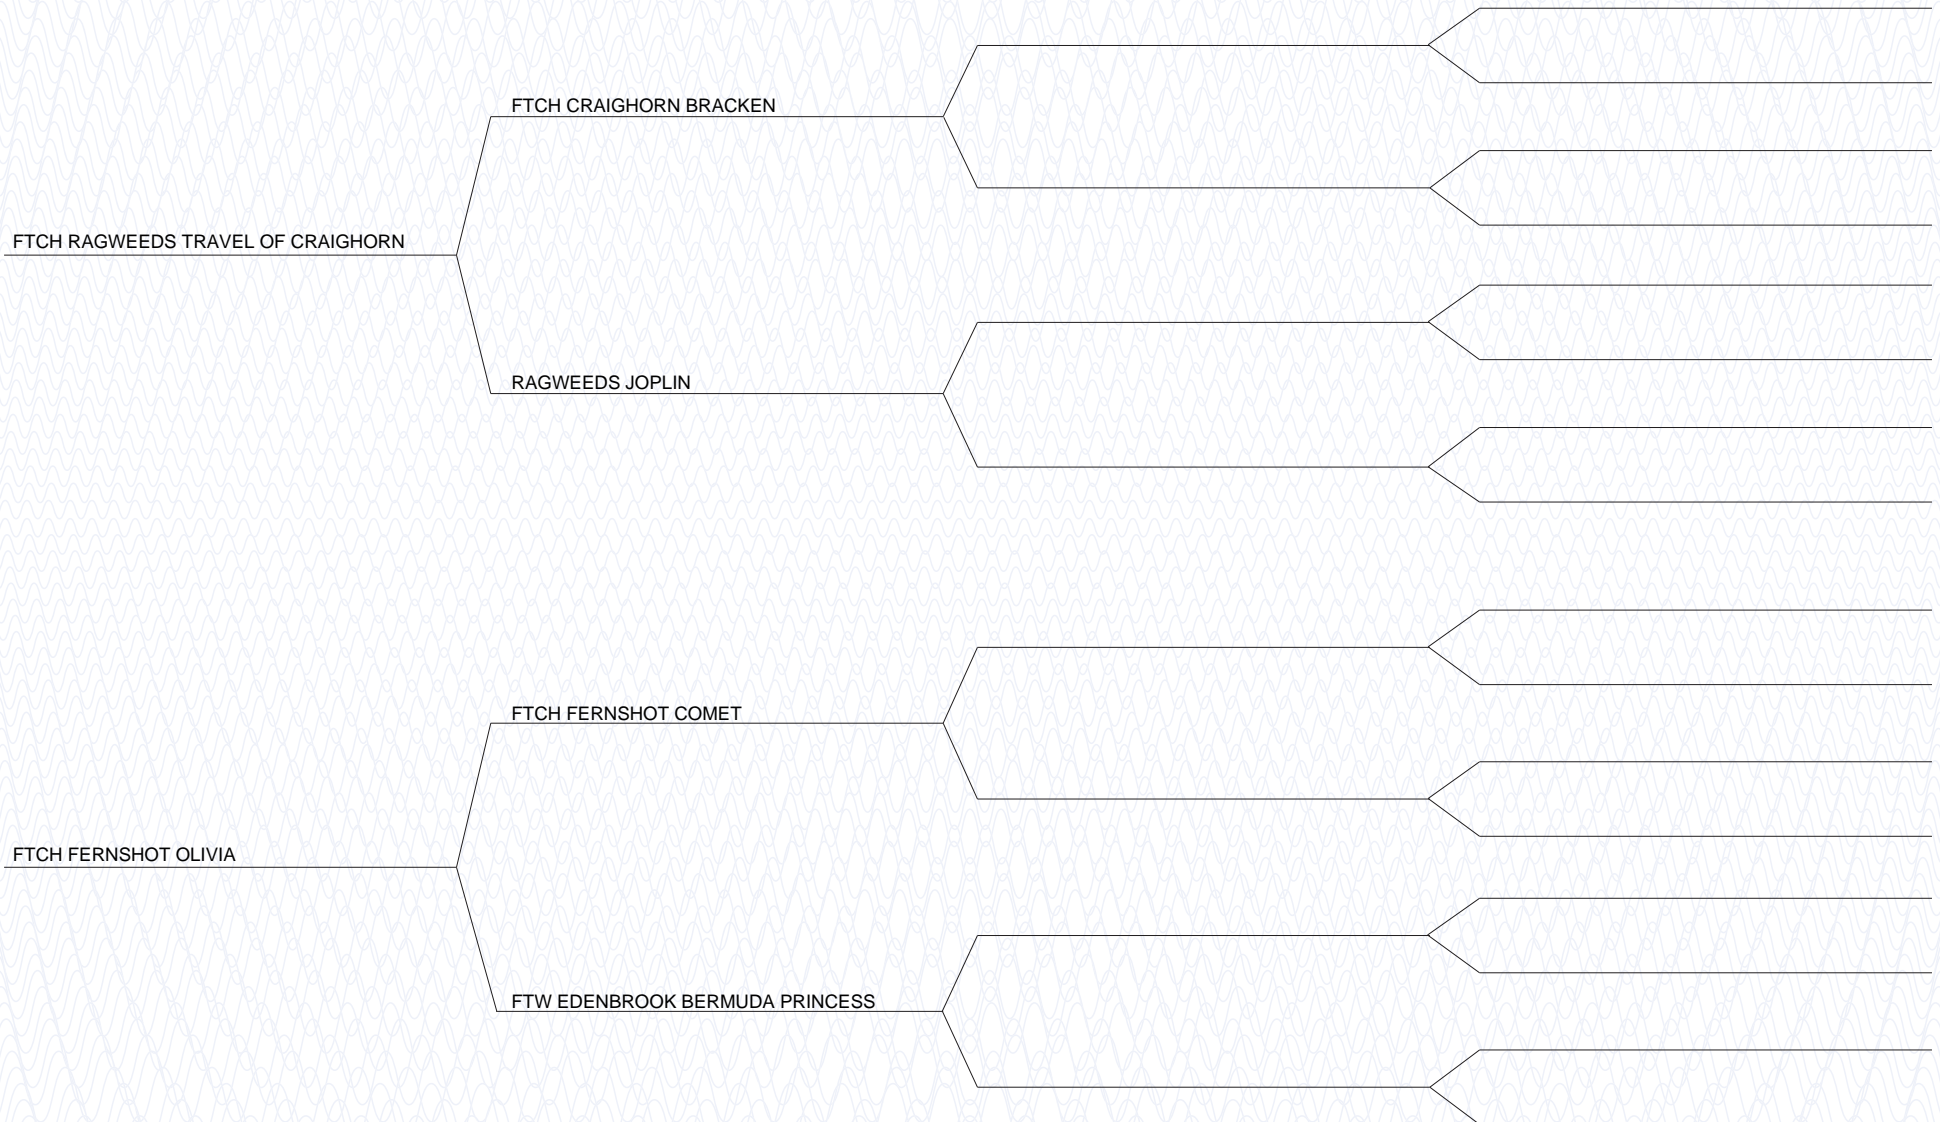 FTCH CRAIGHORN BRACKEN
FTCH RAGWEEDS TRAVEL OF CRAIGHORN
RAGWEEDS JOPLIN
FTCH FERNSHOT COMET
FTCH FERNSHOT OLIVIA
FTW EDENBROOK BERMUDA PRINCESS